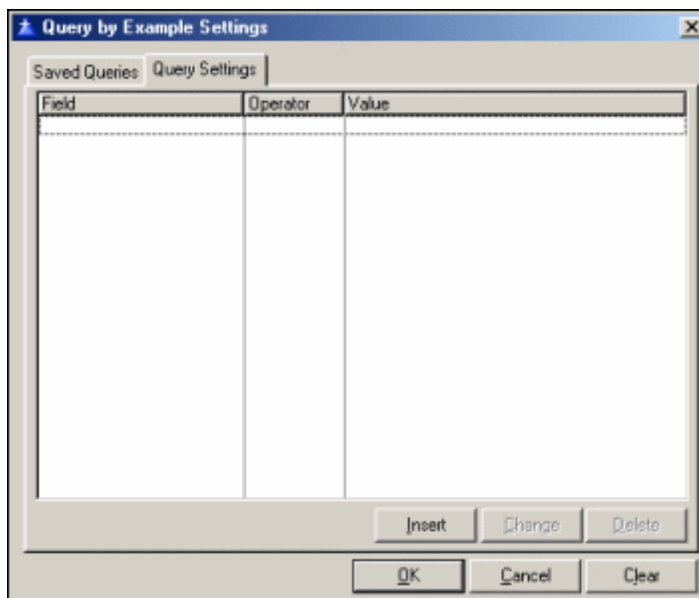 Query by Example Settings
Saved Queries Query Settings
Field Operator Value
Insert Change Delete
OK Cancel Clear